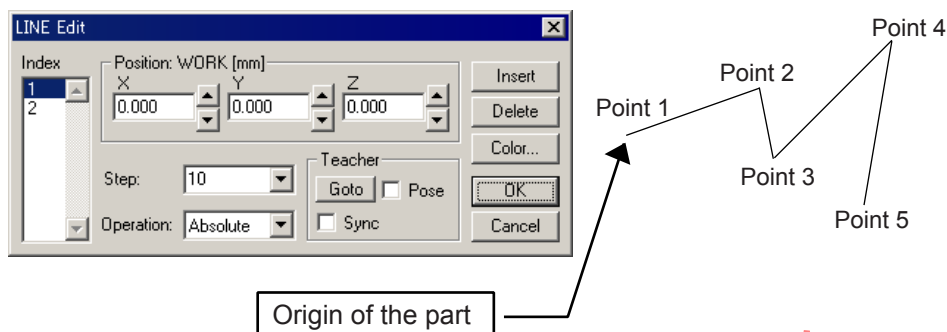 LINE Edit
Index
1
2
Position: WORK [mm]
X Y Z
0.000 0.000 0.000
Step: 10
Operation: Absolute
Teacher
Goto Pose
Sync
Insert
Delete
Color...
OK
Cancel
Point 1
Point 2
Point 3
Point 4
Point 5
Origin of the part